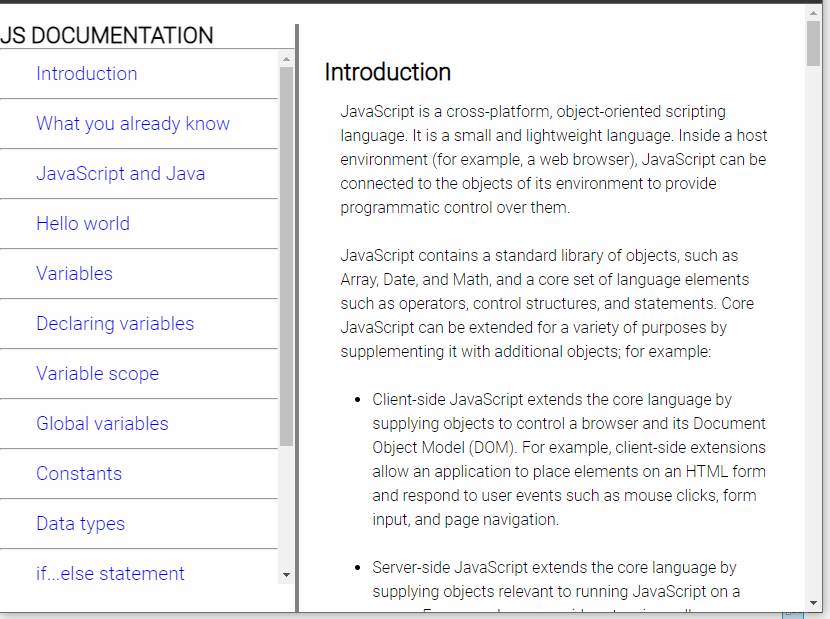 JS DOCUMENTATION
Introduction
What you already know
JavaScript and Java
Hello world
Variables
Declaring variables
Variable scope
Global variables
Constants
Data types
if...else statement
Introduction
JavaScript is a cross-platform, object-oriented scripting
language. It is a small and lightweight language. Inside a host
environment (for example, a web browser), JavaScript can be
connected to the objects of its environment to provide
programmatic control over them.
JavaScript contains a standard library of objects, such as
Array, Date, and Math, and a core set of language elements
such as operators, control structures, and statements. Core
JavaScript can be extended for a variety of purposes by
supplementing it with additional objects; for example:
Client-side JavaScript extends the core language by
supplying objects to control a browser and its Document
Object Model (DOM). For example, client-side extensions
allow an application to place elements on an HTML form
and respond to user events such as mouse clicks, form
input, and page navigation.
Server-side JavaScript extends the core language by
supplying objects relevant to running JavaScript on a